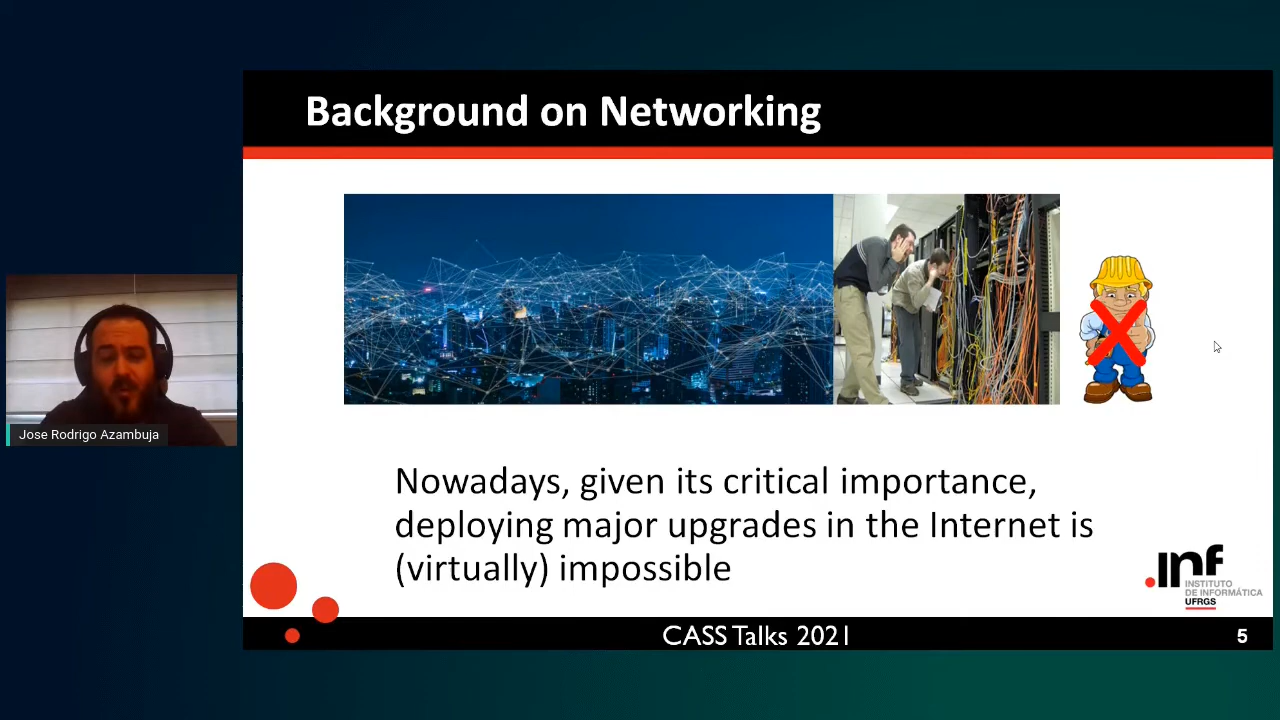 Background on Networking
Jose Rodrigo Azambuja
Nowadays, given its critical importance,
deploying major upgrades in the Internet is
(virtually) impossible
.inf
INSTITUTO
DE INFORMÁTICA
UFRGS
CASS Talks 2021
5